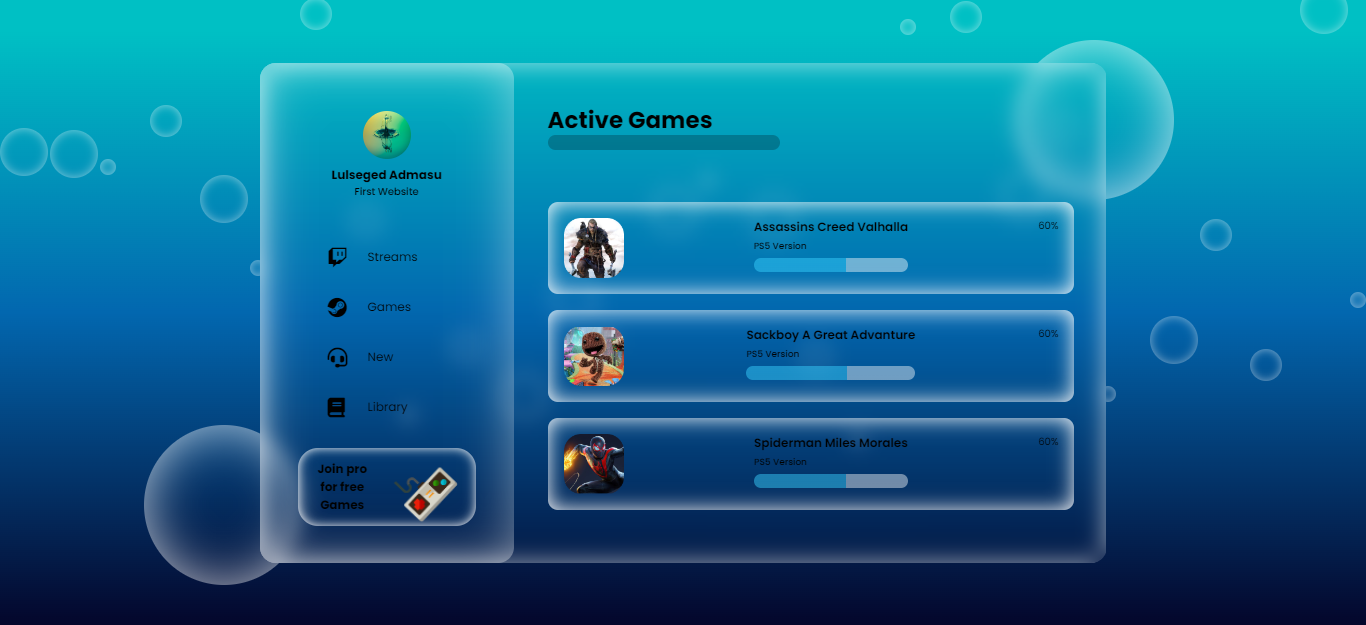 Lulseged Admasu
FIrst Website
Streams
Games
New
Library
Join pro
for free
Games
Active Games
Assassins Creed Valhalla
PS5 Version
60%
Sackboy A Great Advanture
PS5 Version
60%
Spiderman Miles Morales
PS5 Version
60%